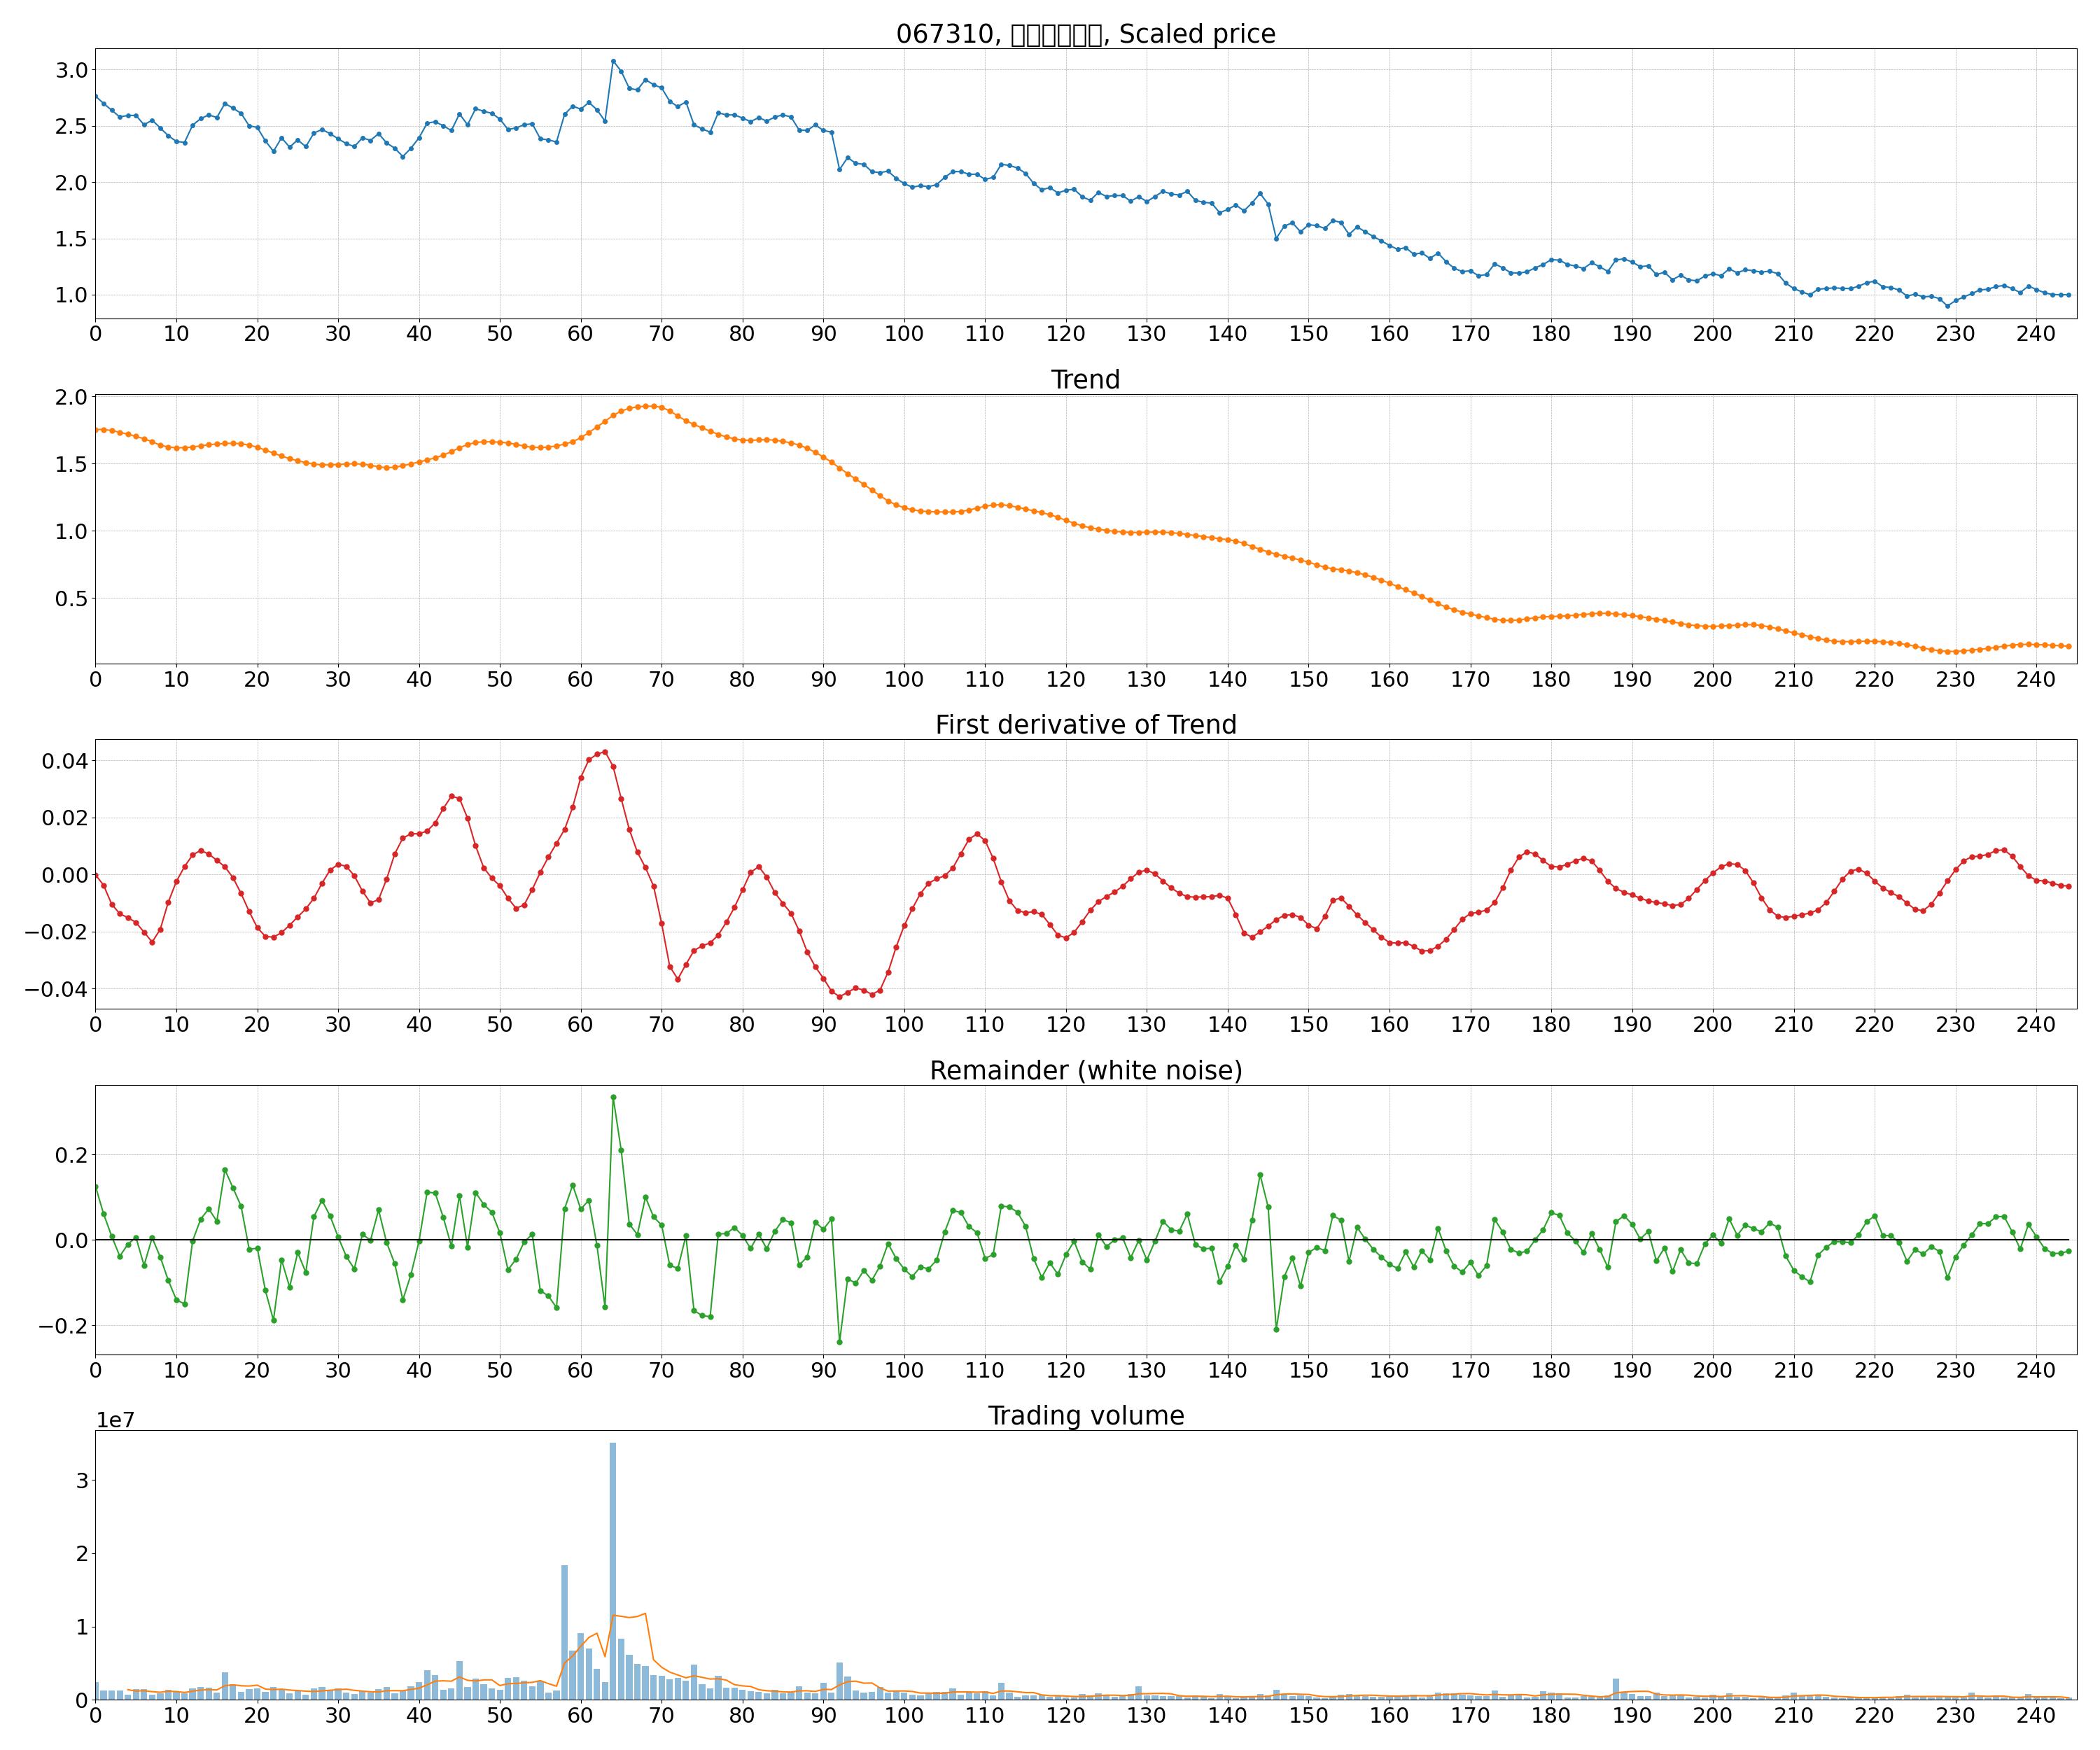 067310, □□□□□□, Scaled price
3.0
2.5
2.0
1.5
1.0
0 10 20 30 40 50 60 70 80 90 100 110 120 130 140 150 160 170 180 190 200 210 220 230 240
Trend
2.0
1.5
1.0
0.5
0 10 20 30 40 50 60 70 80 90 100 110 120 130 140 150 160 170 180 190 200 210 220 230 240
First derivative of Trend
0.04
0.02
0.00
−0.02
−0.04
0 10 20 30 40 50 60 70 80 90 100 110 120 130 140 150 160 170 180 190 200 210 220 230 240
Remainder (white noise)
0.2
0.0
−0.2
0 10 20 30 40 50 60 70 80 90 100 110 120 130 140 150 160 170 180 190 200 210 220 230 240
Trading volume
1e7
3
2
1
0
0 10 20 30 40 50 60 70 80 90 100 110 120 130 140 150 160 170 180 190 200 210 220 230 240